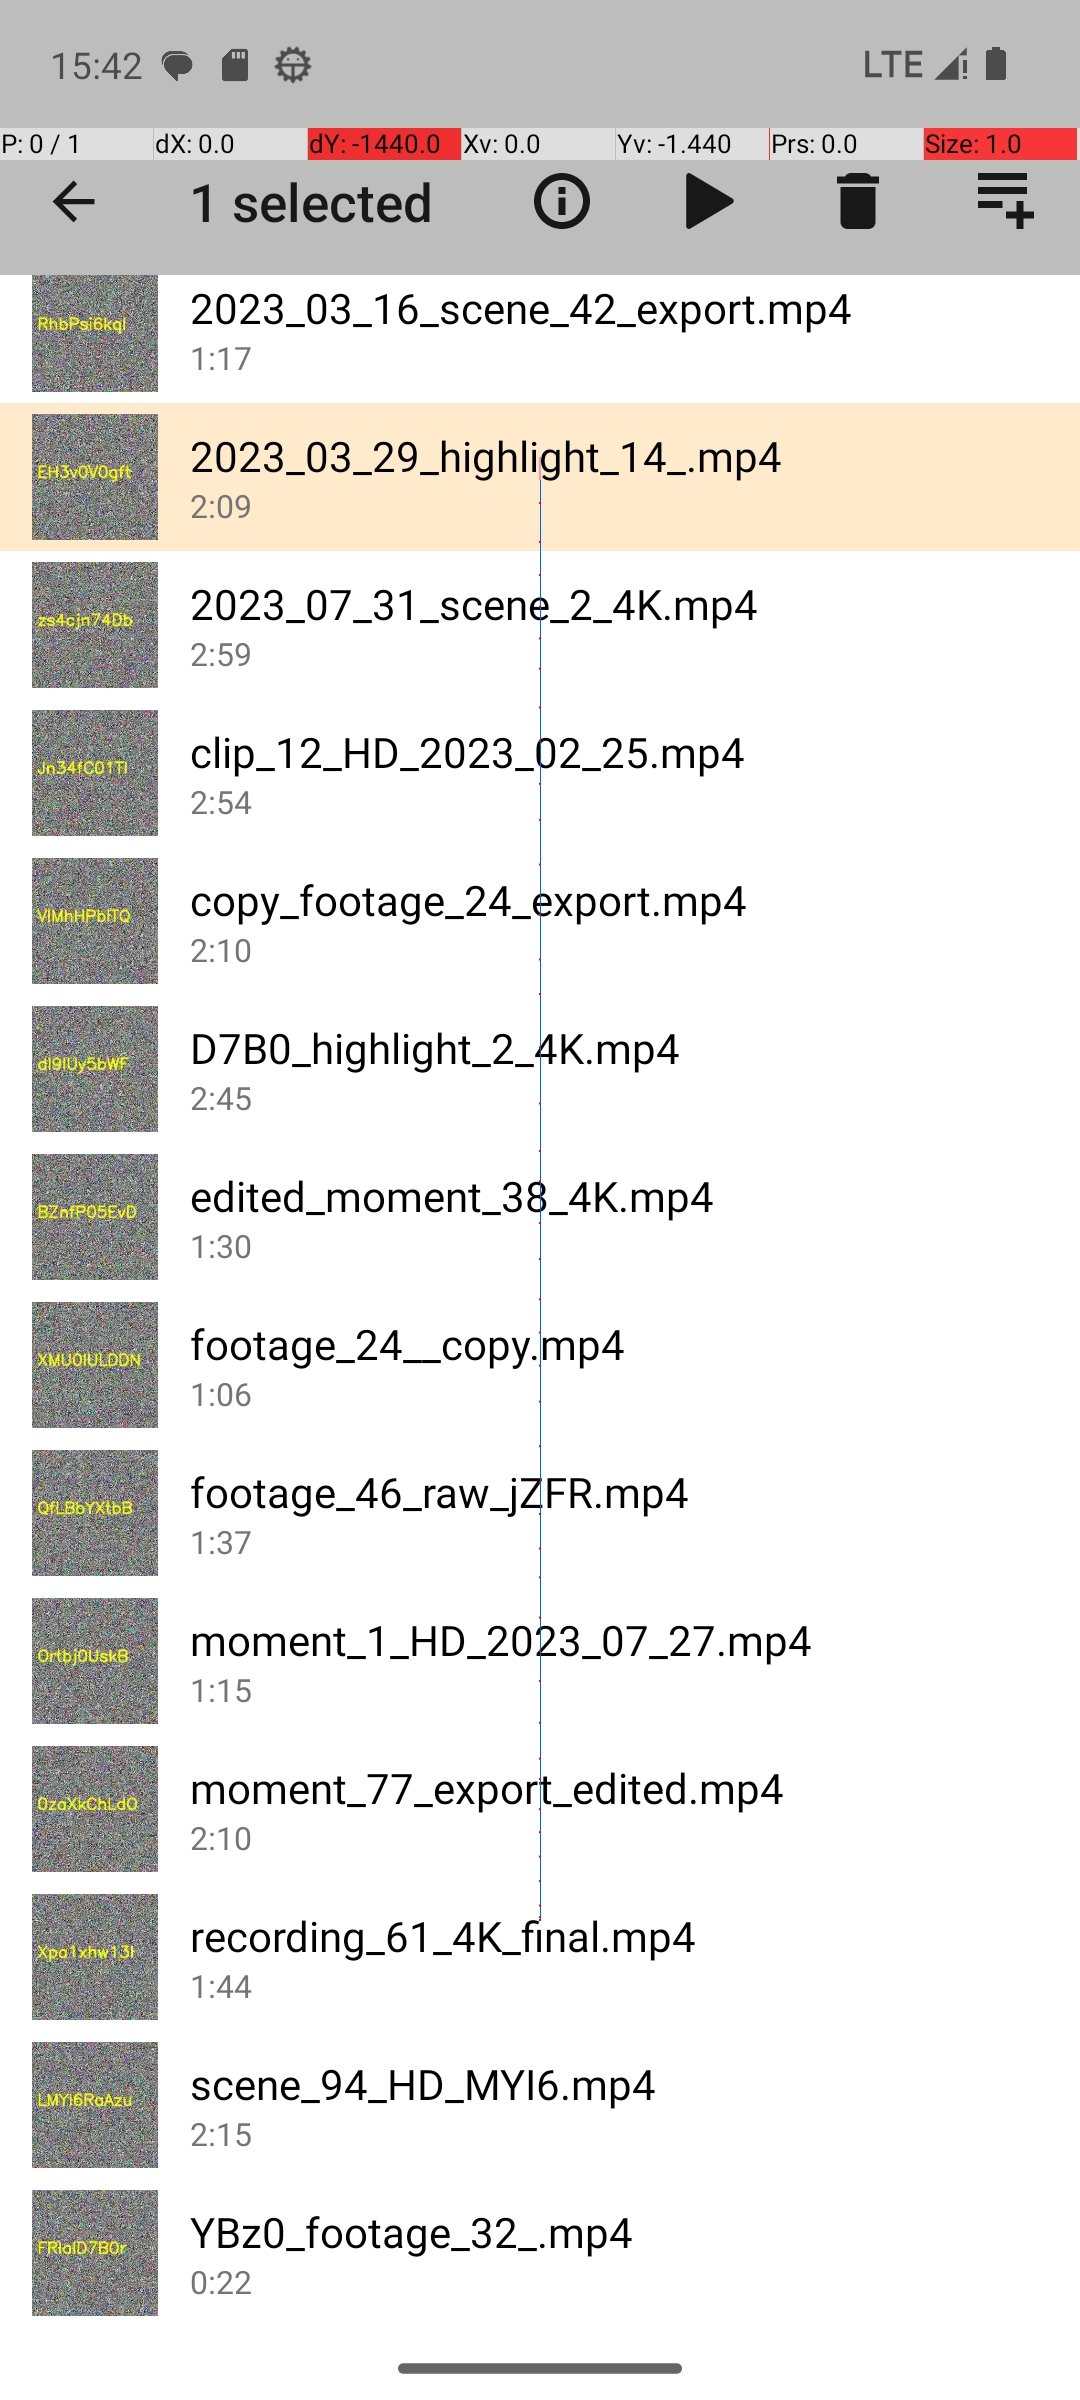 15:42
LTE
P: 0 / 1 dX: 0.0 dY: -1440.0 Xv: 0.0 Yv: -1.440 Prs: 0.0 Size: 1.0
1 selected
RhbPsi6kqI
2023_03_16_scene_42_export.mp4
1:17
EH3v0V0gft
2023_03_29_highlight_14_.mp4
2:09
zs4cjn74Db
2023_07_31_scene_2_4K.mp4
2:59
Jn34fC01TI
clip_12_HD_2023_02_25.mp4
2:54
VIMhHPbITQ
copy_footage_24_export.mp4
2:10
dI9IUy5bWF
D7B0_highlight_2_4K.mp4
2:45
BZnfP05EvD
edited_moment_38_4K.mp4
1:30
XMU0IULDDN
footage_24__copy.mp4
1:06
QfLBbYXtbB
footage_46_raw_jZFR.mp4
1:37
Ortbj0UskB
moment_1_HD_2023_07_27.mp4
1:15
0zaXkChLdO
moment_77_export_edited.mp4
2:10
Xpa1xhw13I
recording_61_4K_final.mp4
1:44
LMYI6RaAzu
scene_94_HD_MYI6.mp4
2:15
FRIaID7B0r
YBz0_footage_32_.mp4
0:22